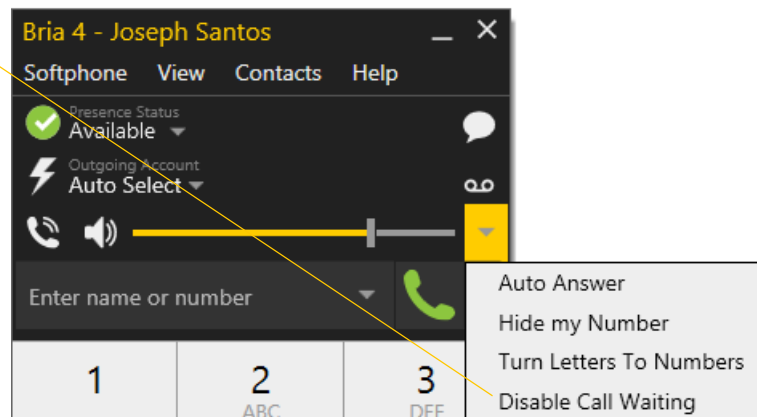 Bria 4 - Joseph Santos
Softphone View Contacts Help
Presence Status
Available
Outgoing Account
Auto Select
Enter name or number
Auto Answer
Hide my Number
Turn Letters To Numbers
Disable Call Waiting
1 2 3
ABC DEF